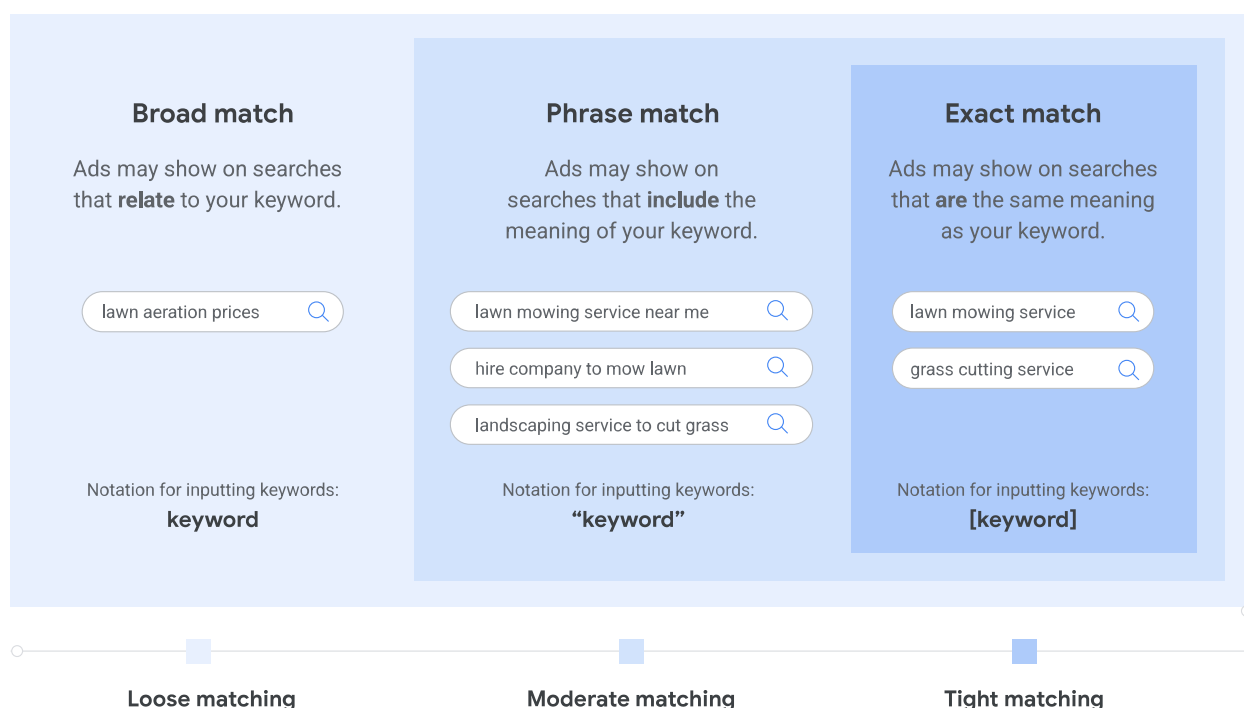 Broad match
Ads may show on searches
that relate to your keyword.
lawn aeration prices
Notation for inputting keywords:
keyword
Phrase match
Ads may show on
searches that include the
meaning of your keyword.
lawn mowing service near me
hire company to mow lawn
landscaping service to cut grass
Notation for inputting keywords:
“keyword”
Exact match
Ads may show on searches
that are the same meaning
as your keyword.
lawn mowing service
grass cutting service
Notation for inputting keywords:
[keyword]
Loose matching
Moderate matching
Tight matching